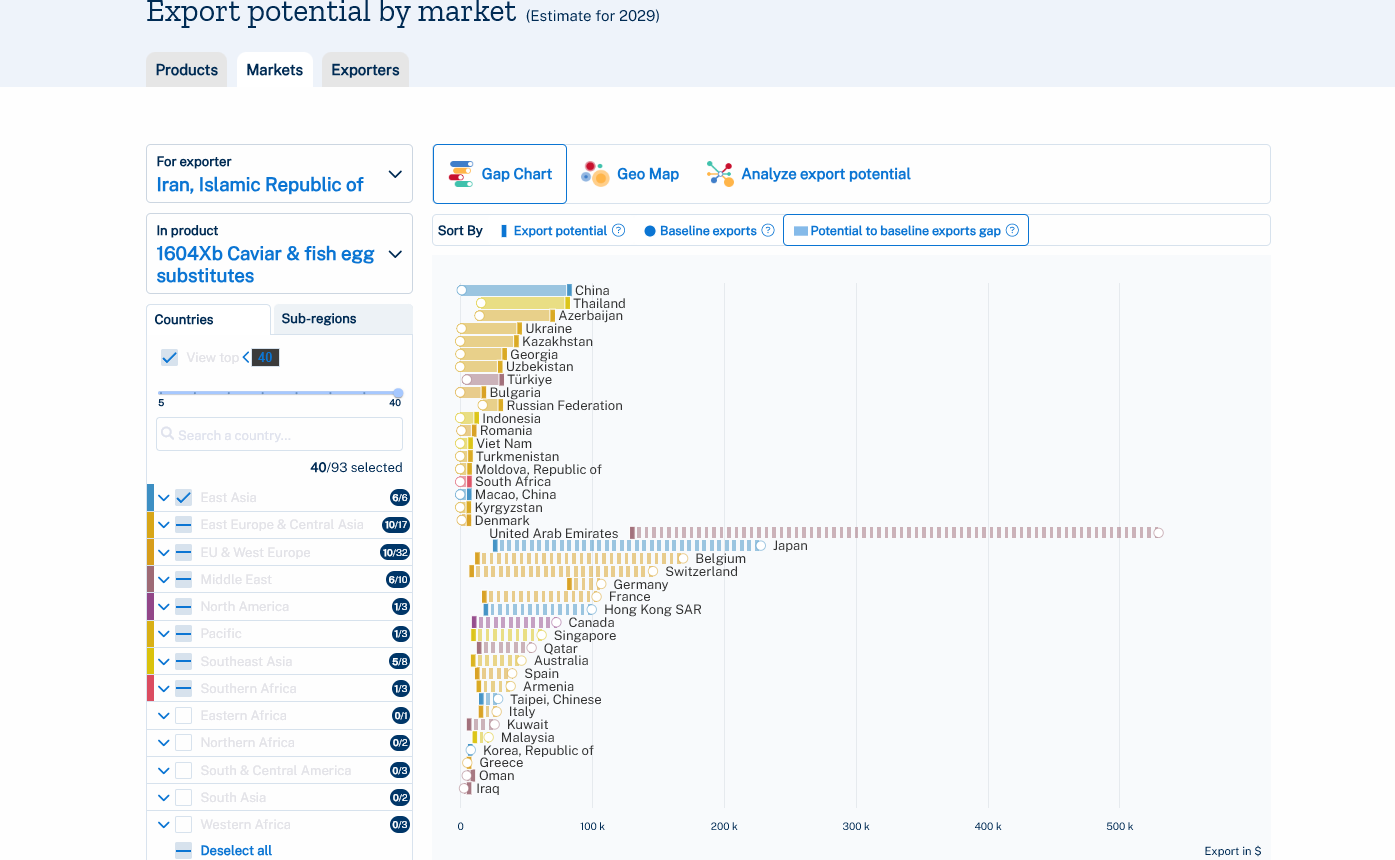 Export potential by market (Estimate for 2029)
Products Markets Exporters
For exporter
Iran, Islamic Republic of
In product
1604Xb Caviar & fish egg
substitutes
Countries Sub-regions
View top 40
5 40
Search a country...
40/93 selected
East Asia 6/6
East Europe & Central Asia 10/17
EU & West Europe 10/32
Middle East 6/10
North America 1/3
Pacific 1/3
Southeast Asia 5/8
Southern Africa 1/3
Eastern Africa 0/1
Northern Africa 0/2
South & Central America 0/3
South Asia 0/2
Western Africa 0/3
Deselect all
Gap Chart Geo Map Analyze export potential
Sort By Export potential ? Baseline exports ? Potential to baseline exports gap ?
China
Thailand
Azerbaijan
Ukraine
Kazakhstan
Georgia
Uzbekistan
Türkiye
Bulgaria
Russian Federation
Indonesia
Romania
Viet Nam
Turkmenistan
Moldova, Republic of
South Africa
Macao, China
Kyrgyzstan
Denmark
United Arab Emirates
Japan
Belgium
Switzerland
Germany
France
Hong Kong SAR
Canada
Singapore
Qatar
Australia
Spain
Armenia
Taipei, Chinese
Italy
Kuwait
Malaysia
Korea, Republic of
Greece
Oman
Iraq
0 100 k 200 k 300 k 400 k 500 k
Export in $